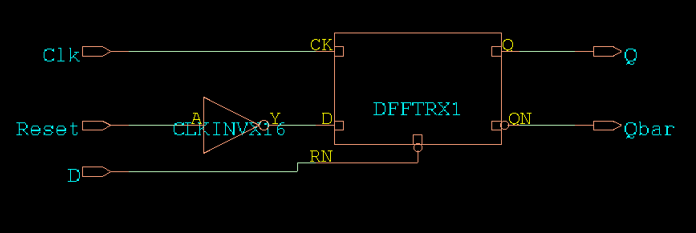 Clk CK Q Q
DFFTRX1
Reset A CLKINVX16 Y D QN Qbar
D RN